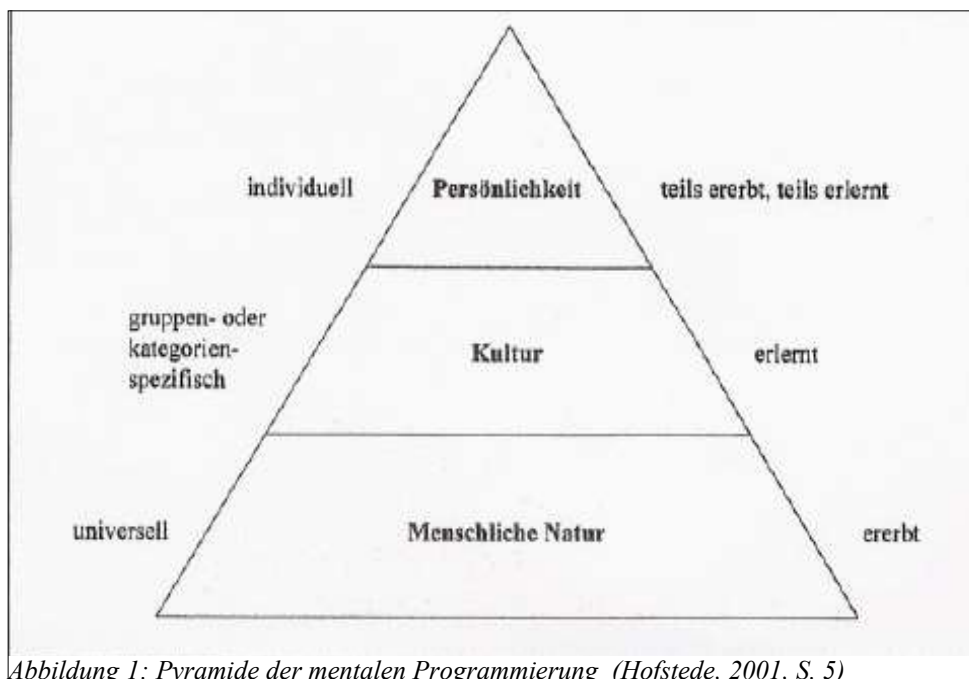 individuell Persönlichkeit teils ererbt, teils erlernt
gruppen- oder
kategorien-
spezifisch
Kultur erlernt
universell Menschliche Natur ererbt
Abbildung 1: Pyramide der mentalen Programmierung (Hofstede, 2001, S. 5)